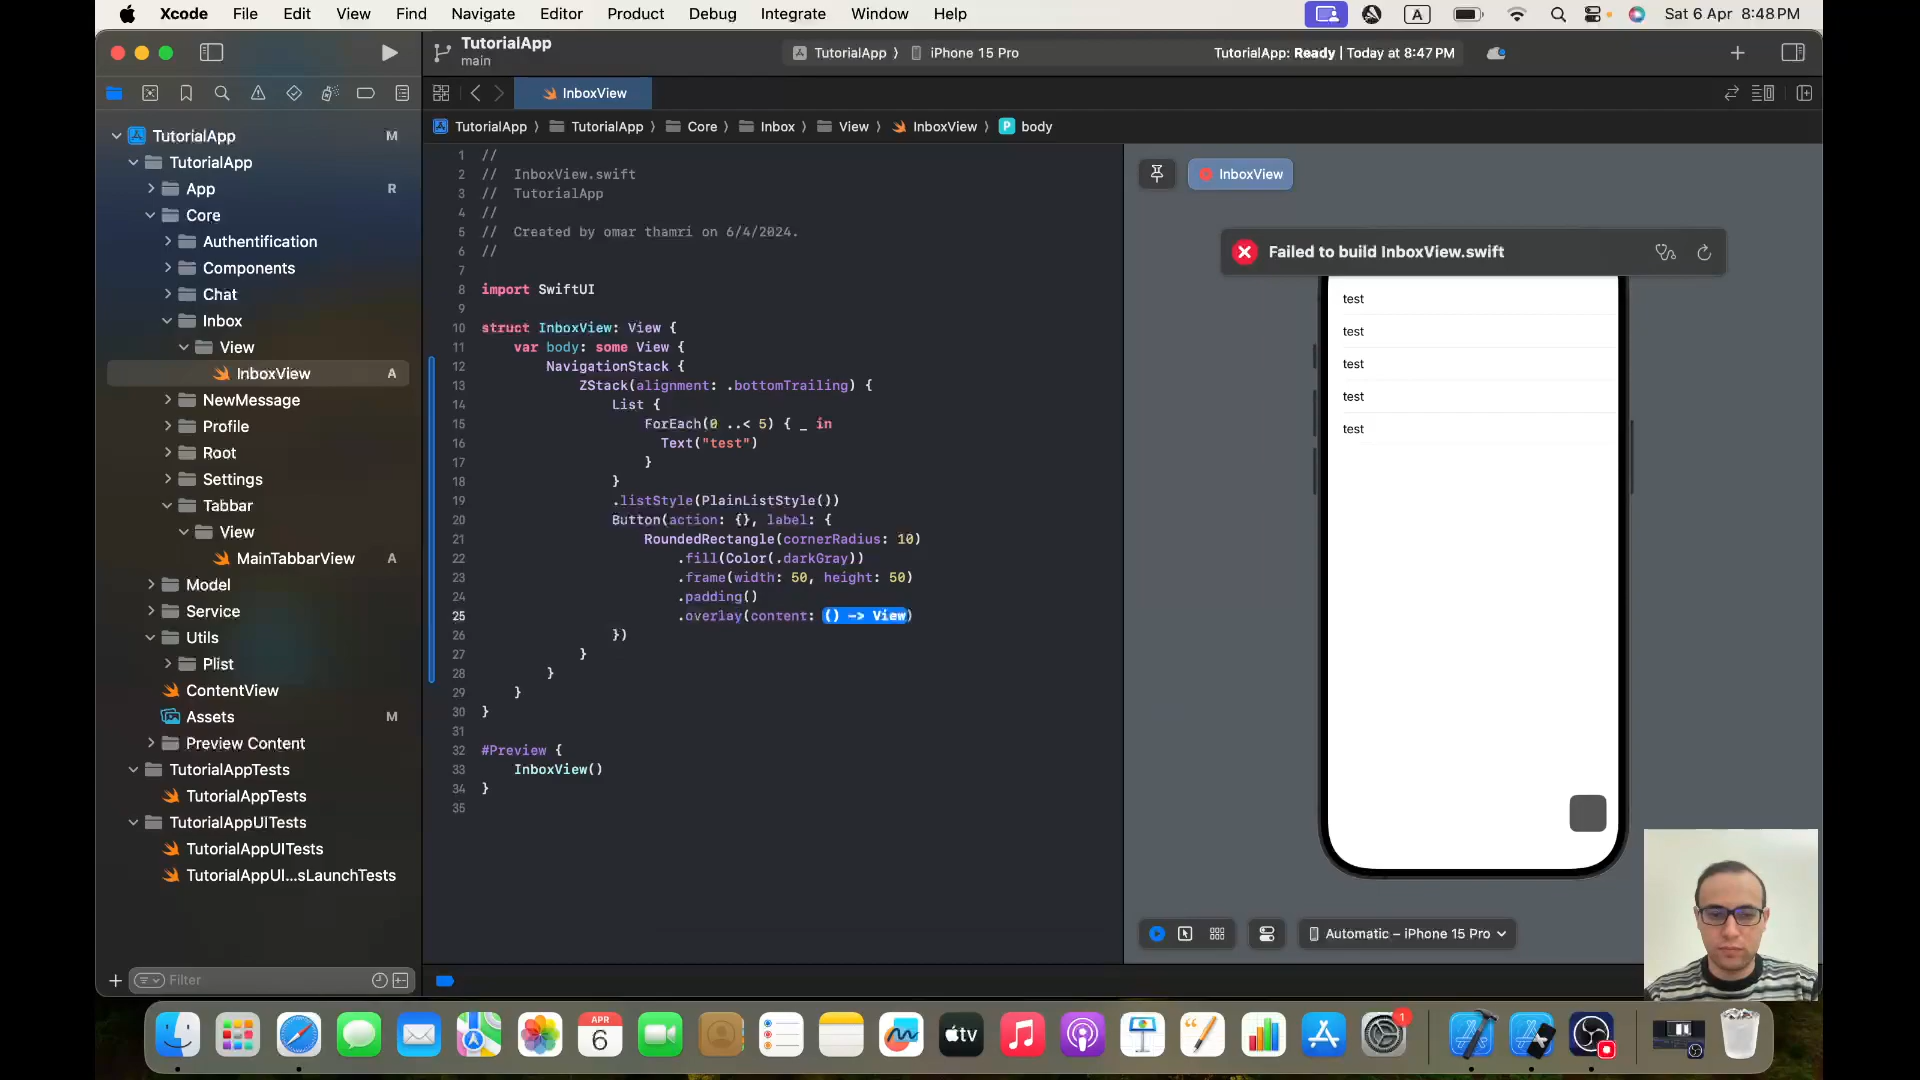 Xcode File Edit View Find Navigate Editor Product Debug Integrate Window Help
A
Sat 6 Apr 8:48 PM
TutorialApp
main
TutorialApp
iPhone 15 Pro
TutorialApp: Ready | Today at 8:47 PM
InboxView
TutorialApp TutorialApp Core Inbox View InboxView P body
TutorialApp M
TutorialApp
App R
Core
Authentification
Components
Chat
Inbox
View
InboxView A
NewMessage
Profile
Root
Settings
Tabbar
View
MainTabbarView A
Model
Service
Utils
Plist
ContentView
Assets M
Preview Content
TutorialAppTests
TutorialAppTests
TutorialAppUITests
TutorialAppUITests
TutorialAppUI...sLaunchTests
Filter
1 //
2 // InboxView.swift
3 // TutorialApp
4 //
5 // Created by omar thamri on 6/4/2024.
6 //
7
8 import SwiftUI
9
10 struct InboxView: View {
11 var body: some View {
12 NavigationStack {
13 ZStack(alignment: .bottomTrailing) {
14 List {
15 ForEach(0 ..< 5) { _ in
16 Text("test")
17 }
18 }
19 .listStyle(PlainListStyle())
20 Button(action: {}, label: {
21 RoundedRectangle(cornerRadius: 10)
22 .fill(Color(.darkGray))
23 .frame(width: 50, height: 50)
24 .padding()
25 .overlay(content: () -> View)
26 })
27 }
28 }
29 }
30 }
31
32 #Preview {
33 InboxView()
34 }
35
InboxView
Failed to build InboxView.swift
test
test
test
test
test
Automatic – iPhone 15 Pro
APR
6
tv
1